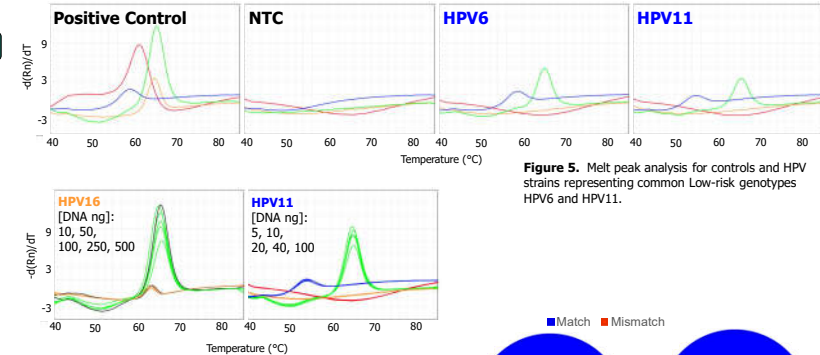 Positive Control
NTC
HPV6
HPV11
-d(Rn)/dT
9
3
-3
40 50 60 70 80
40 50 60 70 80
40 50 60 70 80
40 50 60 70 80
Temperature (°C)
Figure 5. Melt peak analysis for controls and HPV
strains representing common Low-risk genotypes
HPV6 and HPV11.
HPV16
[DNA ng]:
10, 50,
100, 250, 500
HPV11
[DNA ng]:
5, 10,
20, 40, 100
-d(Rn)/dT
9
3
-3
40 50 60 70 80
40 50 60 70 80
Temperature (°C)
Match Mismatch